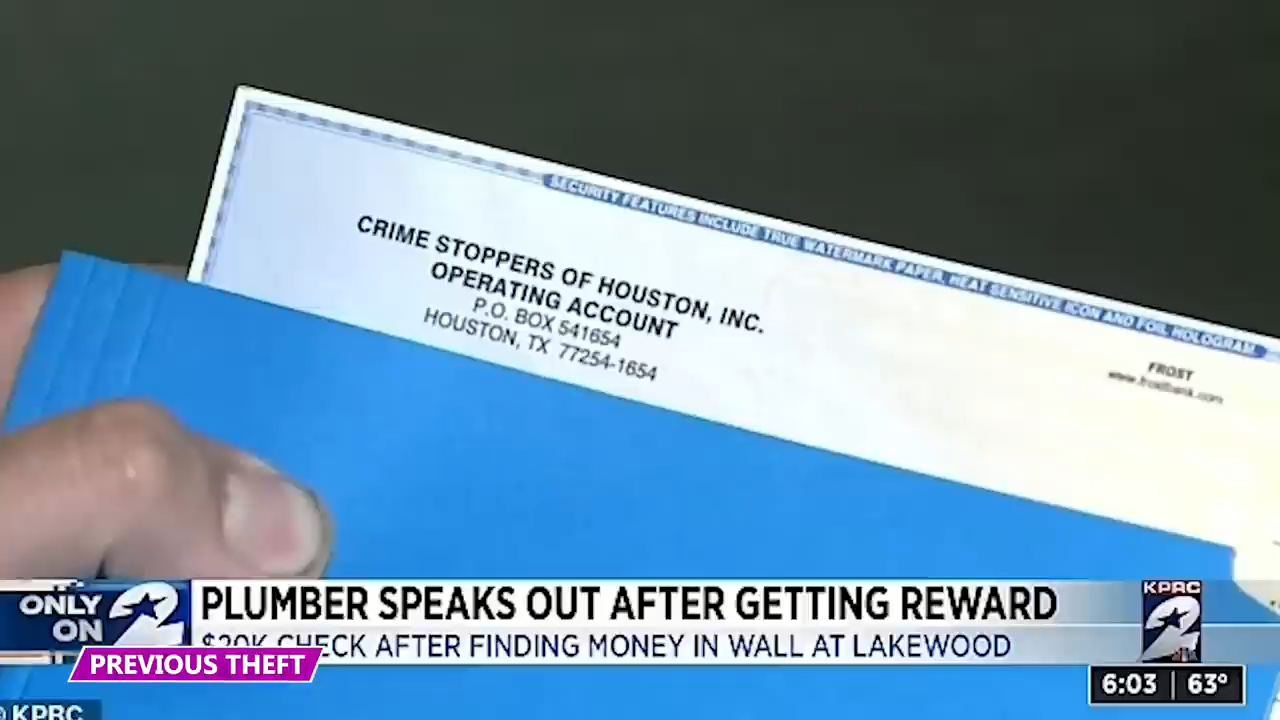 SECURITY FEATURES INCLUDE TRUE WATERMARK PAPER, HEAT SENSITIVE ICON AND FOIL HOLOGRAM
CRIME STOPPERS OF HOUSTON, INC.
OPERATING ACCOUNT
P.O. BOX 541654
HOUSTON, TX 77254-1654
FROST
www.frostbank.com
ONLY
ON
2
PLUMBER SPEAKS OUT AFTER GETTING REWARD
$20K CHECK AFTER FINDING MONEY IN WALL AT LAKEWOOD
KPRC
2
PREVIOUS THEFT
6:03 63°
© KPRC